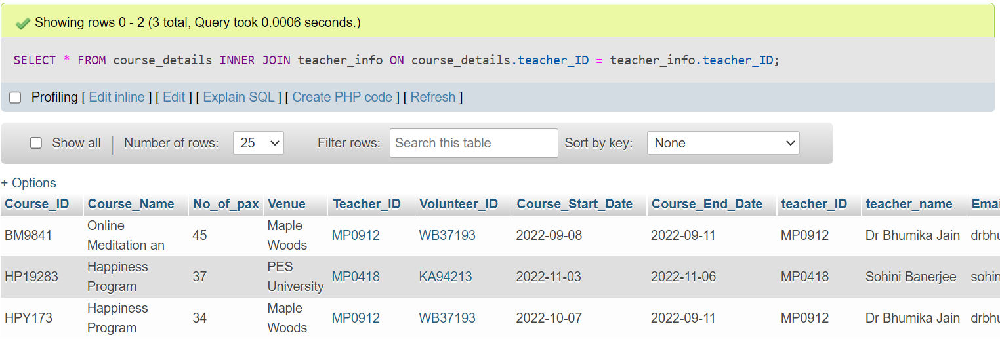 Showing rows 0 - 2 (3 total, Query took 0.0006 seconds.)
SELECT * FROM course_details INNER JOIN teacher_info ON course_details.teacher_ID = teacher_info.teacher_ID;
Profiling [ Edit inline ] [ Edit ] [ Explain SQL ] [ Create PHP code ] [ Refresh ]
Show all | Number of rows: 25 Filter rows: Search this table Sort by key: None
+ Options
Course_ID Course_Name No_of_pax Venue Teacher_ID Volunteer_ID Course_Start_Date Course_End_Date teacher_ID teacher_name Emai
Online Maple
BM9841 45 MP0912 WB37193 2022-09-08 2022-09-11 MP0912 Dr Bhumika Jain drbhu
Meditation an Woods
Happiness PES
HP19283 37 MP0418 KA94213 2022-11-03 2022-11-06 MP0418 Sohini Banerjee sohin
Program University
Happiness Maple
HPY173 34 MP0912 WB37193 2022-10-07 2022-09-11 MP0912 Dr Bhumika Jain drbhu
Program Woods